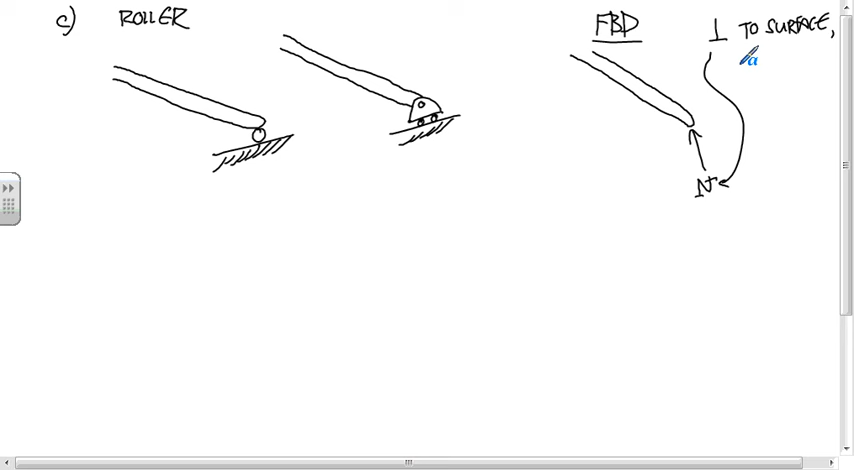 c) ROLLER
FBD
⊥ TO SURFACE,
N